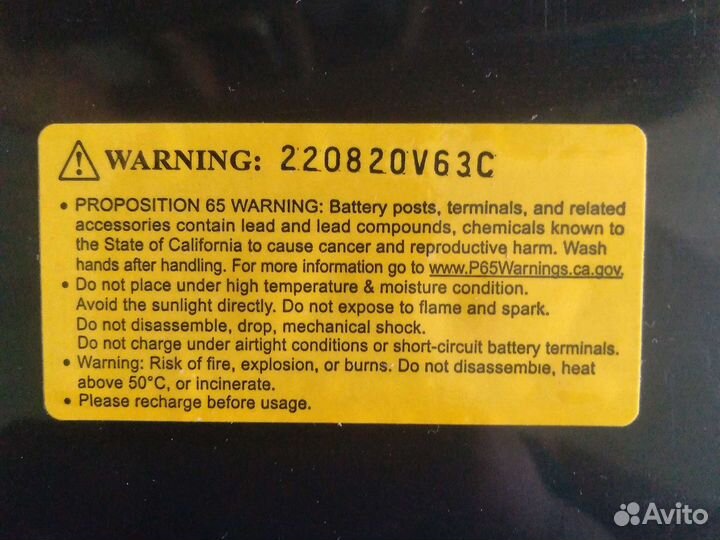 WARNING: 220820V63C
• PROPOSITION 65 WARNING: Battery posts, terminals, and related
accessories contain lead and lead compounds, chemicals known to
the State of California to cause cancer and reproductive harm. Wash
hands after handling. For more information go to www.P65Warnings.ca.gov.
• Do not place under high temperature & moisture condition.
Avoid the sunlight directly. Do not expose to flame and spark.
Do not disassemble, drop, mechanical shock.
Do not charge under airtight conditions or short-circuit battery terminals.
• Warning: Risk of fire, explosion, or burns. Do not disassemble, heat
above 50°C, or incinerate.
• Please recharge before usage.
Avito